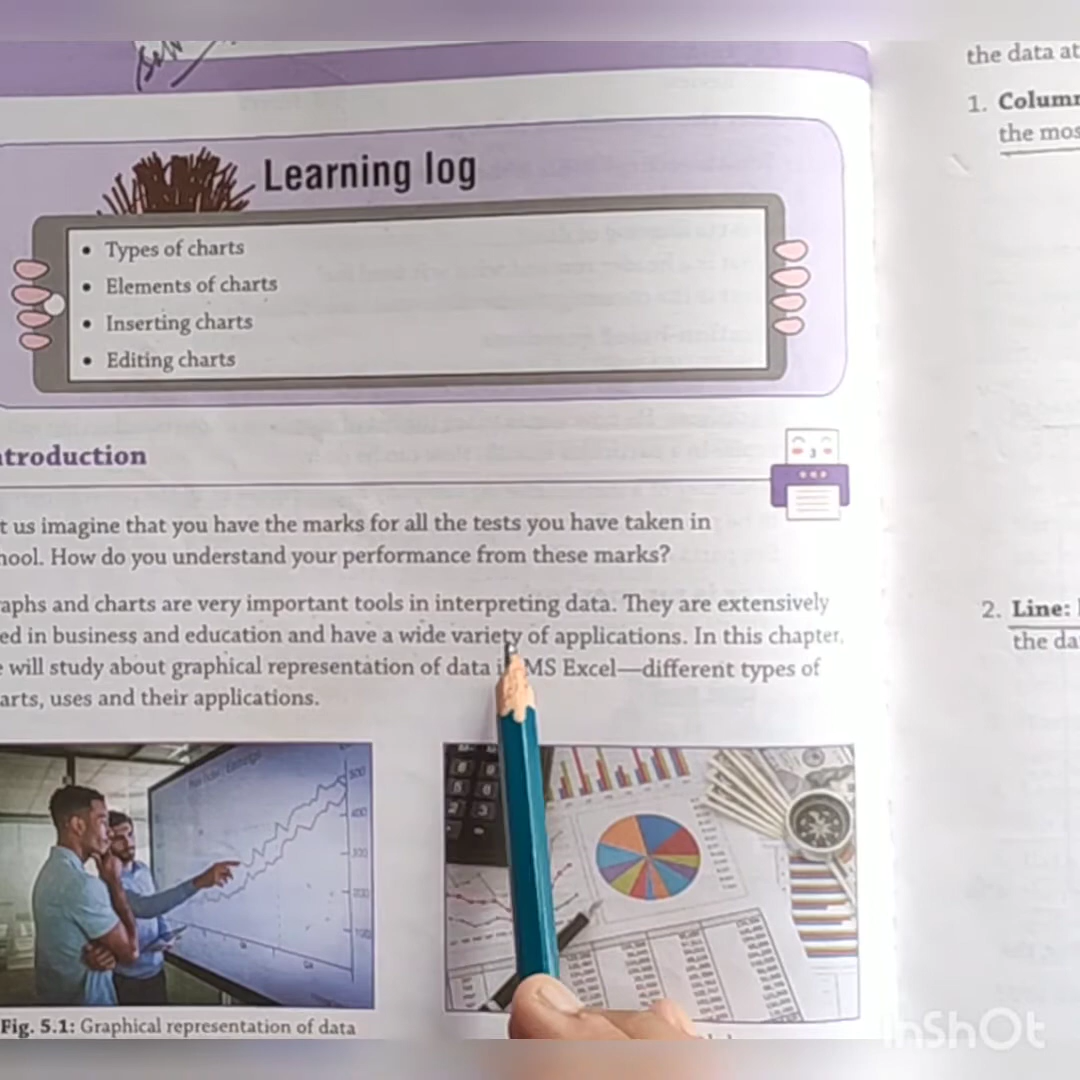 Learning log
• Types of charts
• Elements of charts
• Inserting charts
• Editing charts
ntroduction
t us imagine that you have the marks for all the tests you have taken in
hool. How do you understand your performance from these marks?
aphs and charts are very important tools in interpreting data. They are extensively
ed in business and education and have a wide variety of applications. In this chapter,
e will study about graphical representation of data i MS Excel—different types of
arts, uses and their applications.
500
400
300
200
100
Fig. 5.1: Graphical representation of data
the data at
1. Column
the mos
2. Line:
the da
InShOt